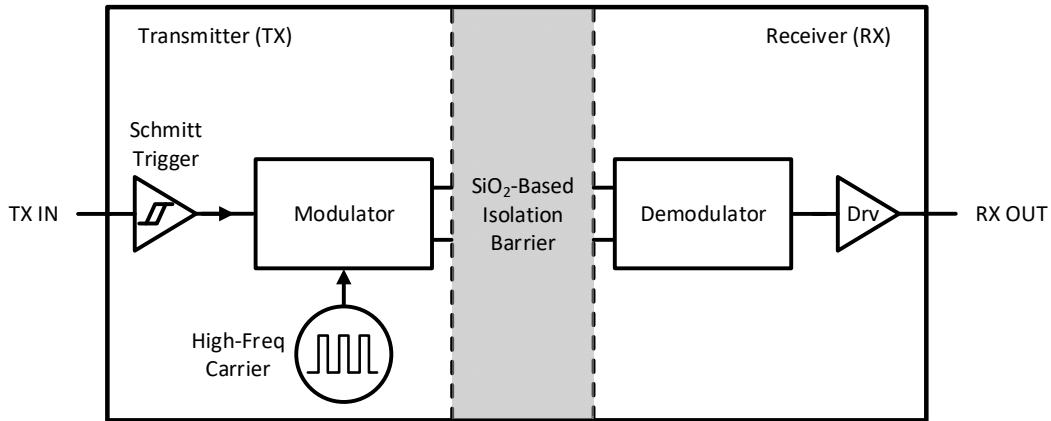 Transmitter (TX)
Receiver (RX)
Schmitt
Trigger
TX IN
Modulator
SiO₂-Based
Isolation
Barrier
Demodulator
Drv
RX OUT
High-Freq
Carrier